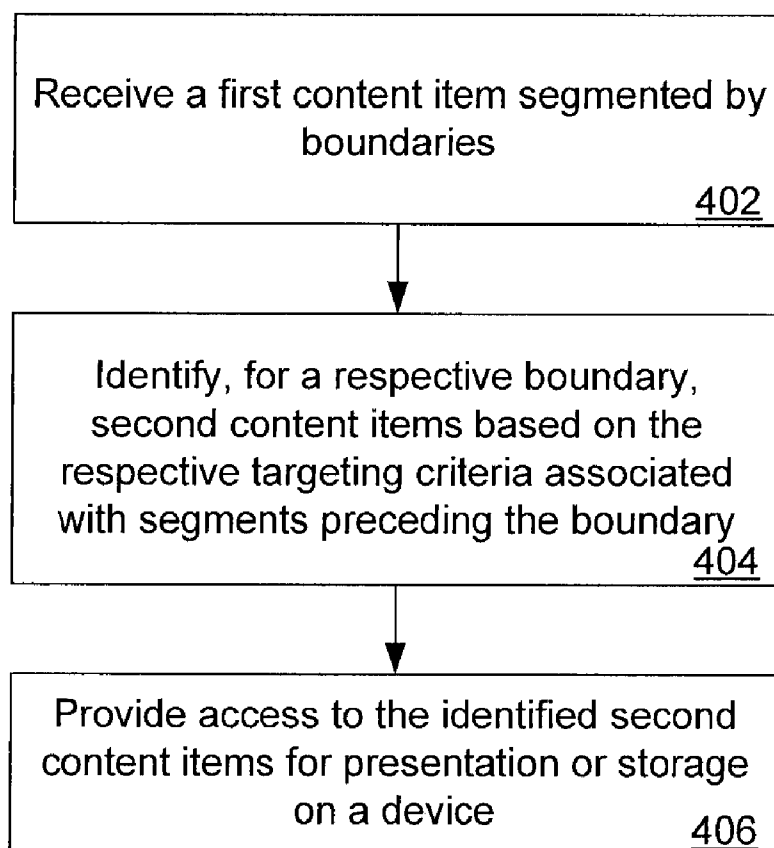 Receive a first content item segmented by
boundaries
402
Identify, for a respective boundary,
second content items based on the
respective targeting criteria associated
with segments preceding the boundary
404
Provide access to the identified second
content items for presentation or storage
on a device
406